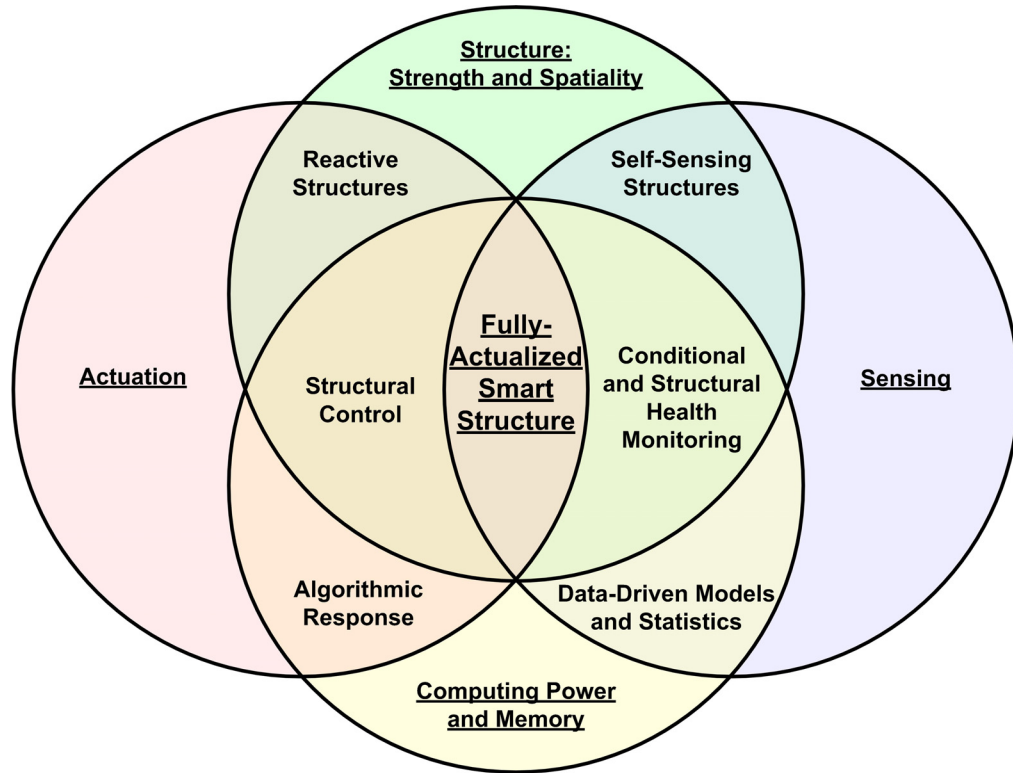 Structure:
Strength and Spatiality
Reactive
Structures
Self-Sensing
Structures
Actuation
Structural
Control
Fully-
Actualized
Smart
Structure
Conditional
and Structural
Health
Monitoring
Sensing
Algorithmic
Response
Data-Driven Models
and Statistics
Computing Power
and Memory